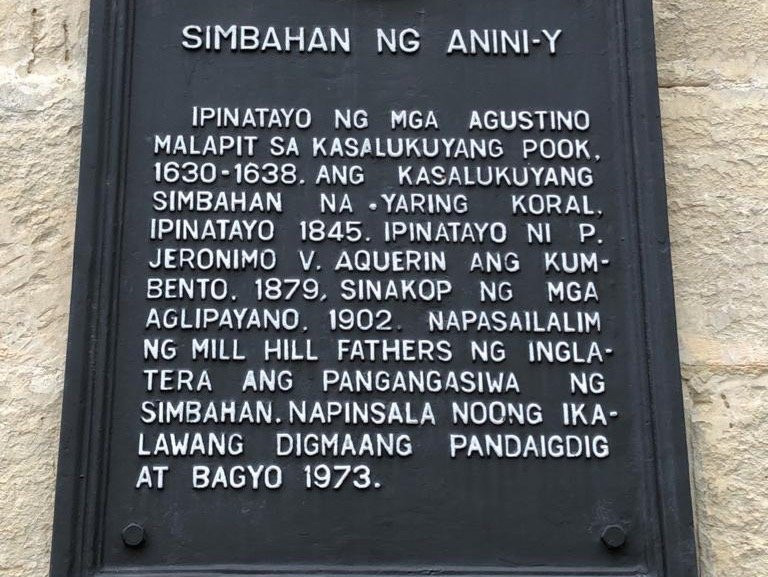 SIMBAHAN NG ANINI-Y
IPINATAYO NG MGA AGUSTINO
MALAPIT SA KASALUKUYANG POOK,
1630-1638. ANG KASALUKUYANG
SIMBAHAN NA YARING KORAL,
IPINATAYO 1845. IPINATAYO NI P.
JERONIMO V. AQUERIN ANG KUM-
BENTO, 1879, SINAKOP NG MGA
AGLIPAYANO, 1902. NAPASAILALIM
NG MILL HILL FATHERS NG INGLA-
TERA ANG PANGANGASIWA NG
SIMBAHAN. NAPINSALA NOONG IKA-
LAWANG DIGMAANG PANDAIGDIG
AT BAGYO 1973.